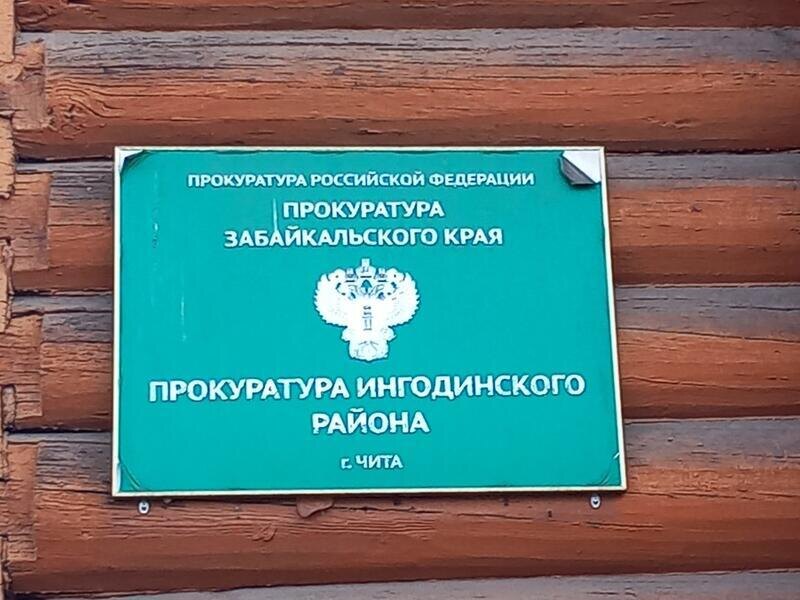 ПРОКУРАТУРА РОССИЙСКОЙ ФЕДЕРАЦИИ
ПРОКУРАТУРА
ЗАБАЙКАЛЬСКОГО КРАЯ
ПРОКУРАТУРА ИНГОДИНСКОГО
РАЙОНА
г. ЧИТА